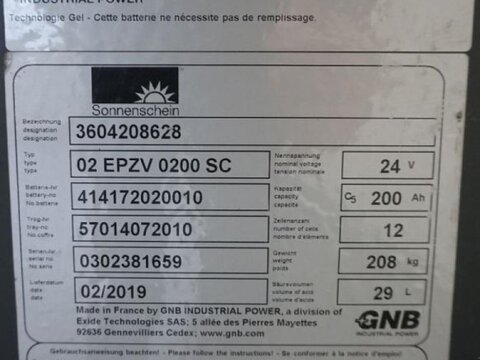 INDUSTRIAL POWER
Technologie Gel - Cette batterie ne nécessite pas de remplissage.
Sonnenschein
Bezeichnung
designation
désignation
3604208628
Typ
type
type
02 EPZV 0200 SC
Nennspannung
nominal voltage
tension nominale
24 V
Batterie-Nr
battery-no
No.batterie
414172020010
Kapazität
capacity
capacité
C5 200 Ah
Trog-Nr
tray-no
No.coffre
57014072010
Zellenanzahl
number of cells
nombre d'éléments
12
Serien-Nr
serial-no
No serie
0302381659
Gewicht
weight
poids
208 kg
Lieferdatum
date
date
02/2019
Säurevolumen
volume of acid
volume d'acide
29 L
Made in France by GNB INDUSTRIAL POWER, a division of
Exide Technologies SAS; 5 allée des Pierres Mayettes
92636 Gennevilliers Cedex; www.gnb.com
GNB
INDUSTRIAL POWER
Gebrauchsanweisung beachten! - Please follow the instructions! - Se conformer à la notice d'emploi!